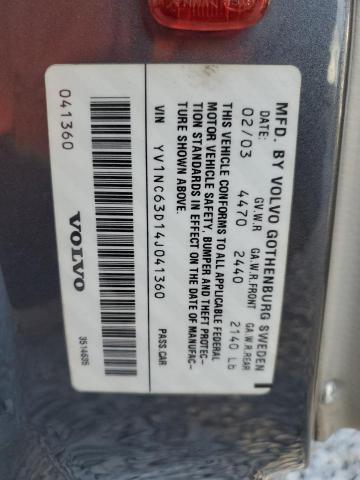 MFD. BY VOLVO GOTHENBURG SWEDEN
DATE: G.V.W.R G.A.W.R.FRONT G.A.W.R.REAR
02/03 4470 2440 2140 Lb
THIS VEHICLE CONFORMS TO ALL APPLICABLE FEDERAL
MOTOR VEHICLE SAFETY, BUMPER AND THEFT PROTEC-
TION STANDARDS IN EFFECT ON THE DATE OF MANUFAC-
TURE SHOWN ABOVE.
VIN YV1NC63D14J041360 PASS.CAR
041360 VOLVO 3514635